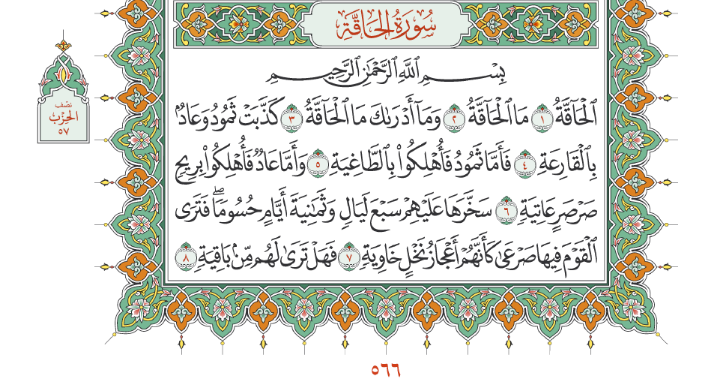 سُورَةُ الحَاقَّةِ
بِسْمِ ٱللَّهِ ٱلرَّحْمَٰنِ ٱلرَّحِيمِ
ٱلْحَآقَّةُ ١ مَا ٱلْحَآقَّةُ ٢ وَمَآ أَدْرَىٰكَ مَا ٱلْحَآقَّةُ ٣ كَذَّبَتْ ثَمُودُ وَعَادٌۢ
بِٱلْقَارِعَةِ ٤ فَأَمَّا ثَمُودُ فَأُهْلِكُوا۟ بِٱلطَّاغِيَةِ ٥ وَأَمَّا عَادٌ فَأُهْلِكُوا۟ بِرِيحٍ
صَرْصَرٍ عَاتِيَةٍ ٦ سَخَّرَهَا عَلَيْهِمْ سَبْعَ لَيَالٍ وَثَمَٰنِيَةَ أَيَّامٍ حُسُومًا ۖ فَتَرَى
ٱلْقَوْمَ فِيهَا صَرْعَىٰ كَأَنَّهُمْ أَعْجَازُ نَخْلٍ خَاوِيَةٍ ٧ فَهَلْ تَرَىٰ لَهُم مِّنۢ بَاقِيَةٍ ٨
نصف
الحزب
٥٧
٥٦٦